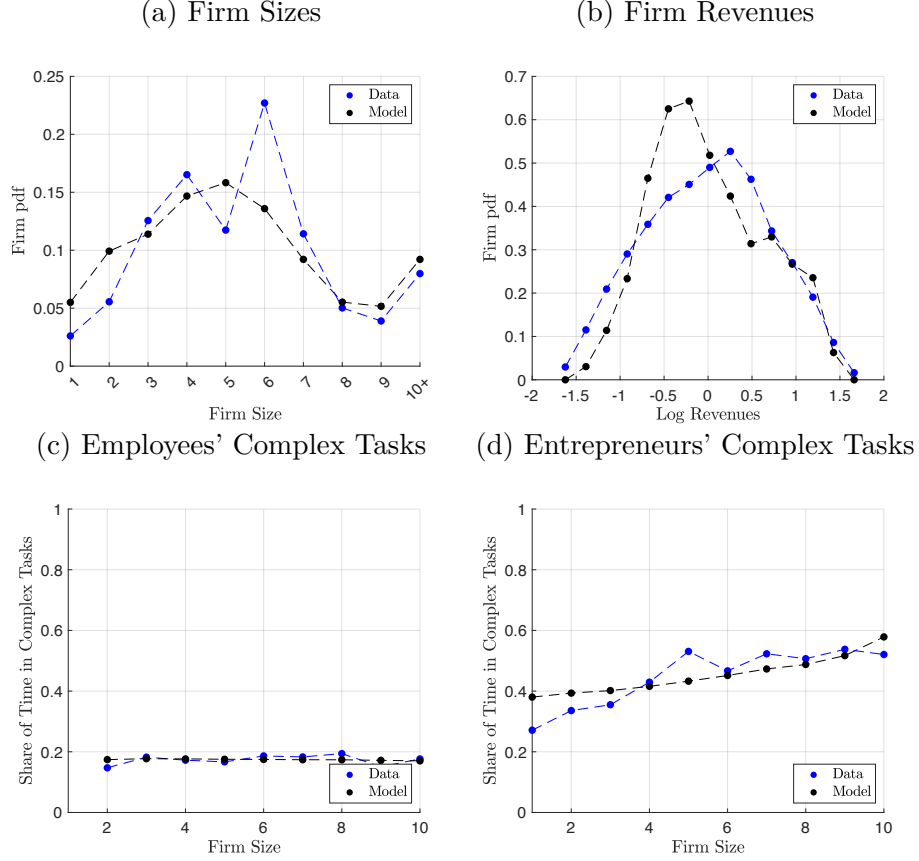 (a) Firm Sizes
0.25
0.2
0.15
0.1
0.05
0
Firm pdf
Data
Model
1
2
3
4
5
6
7
8
9
10+
Firm Size
(b) Firm Revenues
0.7
0.6
0.5
0.4
0.3
0.2
0.1
0
Firm pdf
Data
Model
-2
-1.5
-1
-0.5
0
0.5
1
1.5
2
Log Revenues
(c) Employees' Complex Tasks
1
0.8
0.6
0.4
0.2
0
Share of Time in Complex Tasks
Data
Model
2
4
6
8
10
Firm Size
(d) Entrepreneurs' Complex Tasks
1
0.8
0.6
0.4
0.2
0
Share of Time in Complex Tasks
Data
Model
2
4
6
8
10
Firm Size